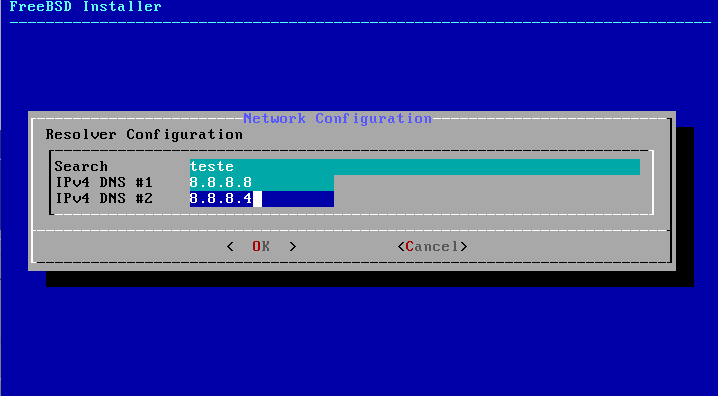 FreeBSD Installer
Network Configuration
Resolver Configuration
Search teste
IPv4 DNS #1 8.8.8.8
IPv4 DNS #2 8.8.8.4
< OK > <Cancel>